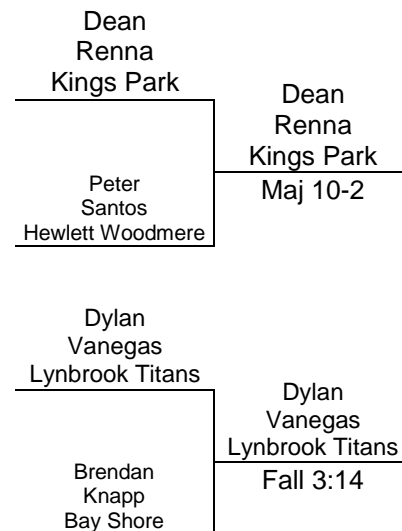 Dean
Renna
Kings Park
Peter
Santos
Hewlett Woodmere
Dean
Renna
Kings Park
Maj 10-2
Dylan
Vanegas
Lynbrook Titans
Brendan
Knapp
Bay Shore
Dylan
Vanegas
Lynbrook Titans
Fall 3:14